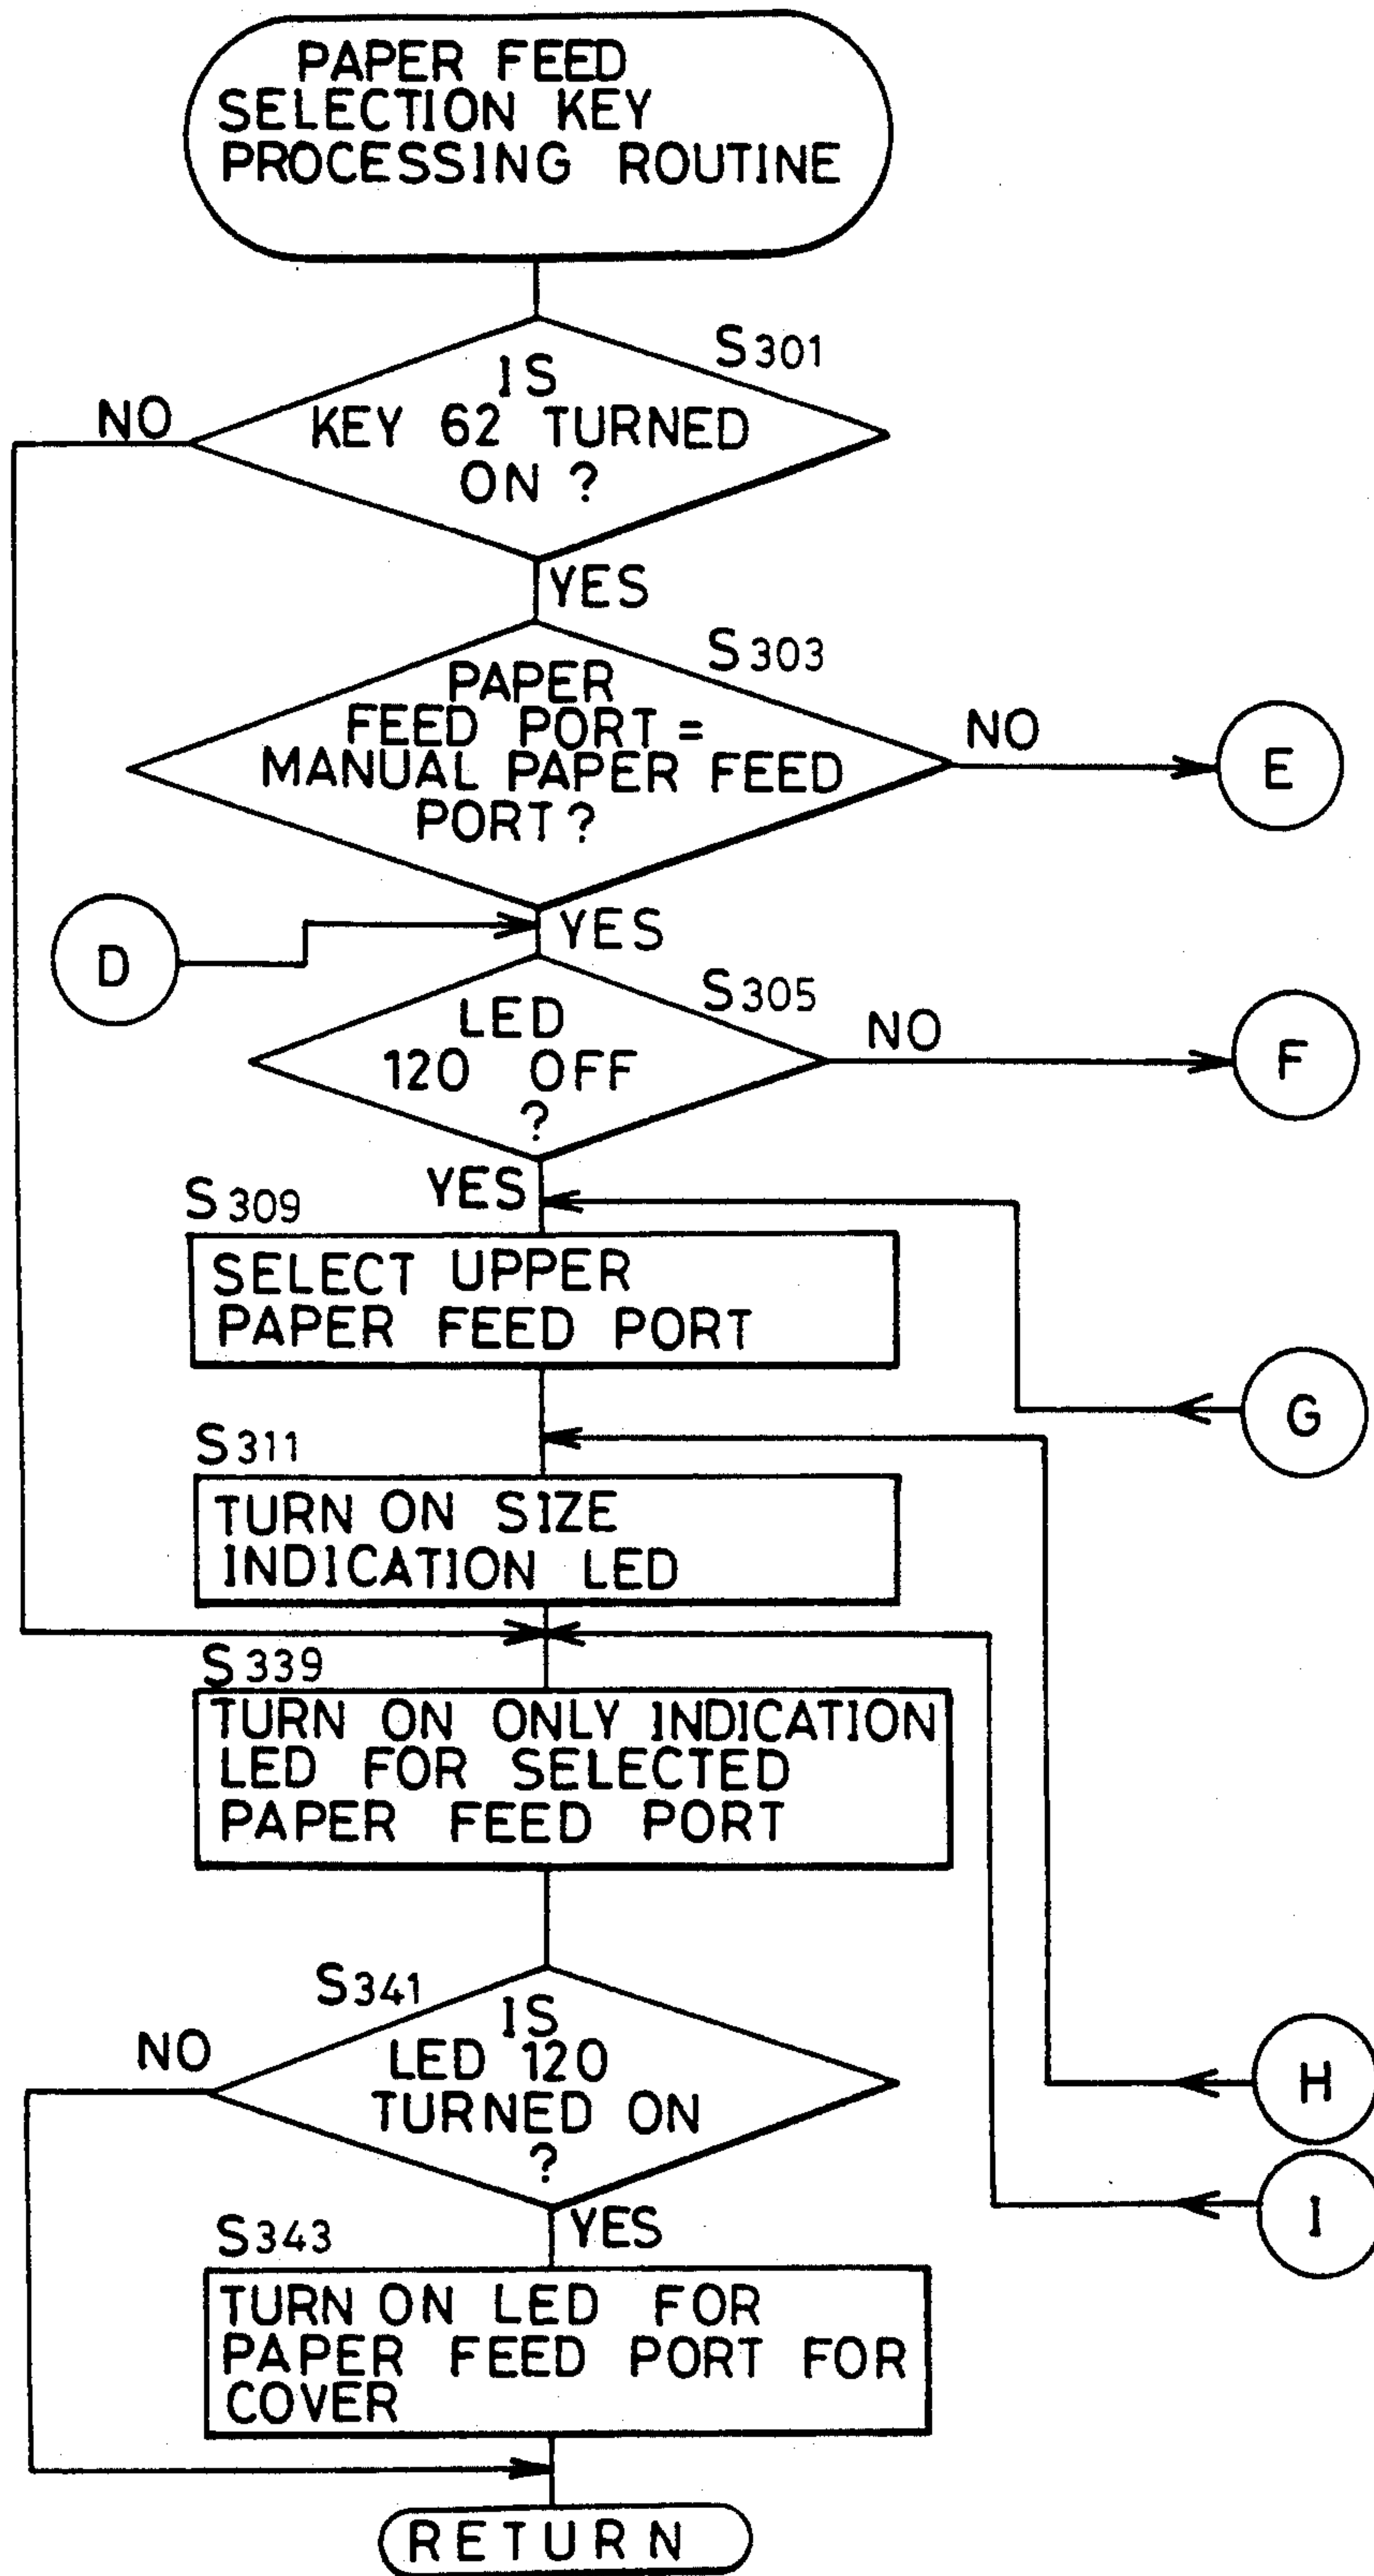 PAPER FEED
SELECTION KEY
PROCESSING ROUTINE
S301
IS
KEY 62 TURNED
ON ?
NO
YES
S303
PAPER
FEED PORT =
MANUAL PAPER FEED
PORT ?
NO
E
D
YES
S305
LED
120 OFF
?
NO
F
YES
S309
SELECT UPPER
PAPER FEED PORT
G
S311
TURN ON SIZE
INDICATION LED
S339
TURN ON ONLY INDICATION
LED FOR SELECTED
PAPER FEED PORT
S341
IS
LED 120
TURNED ON
?
NO
H
I
YES
S343
TURN ON LED FOR
PAPER FEED PORT FOR
COVER
RETURN